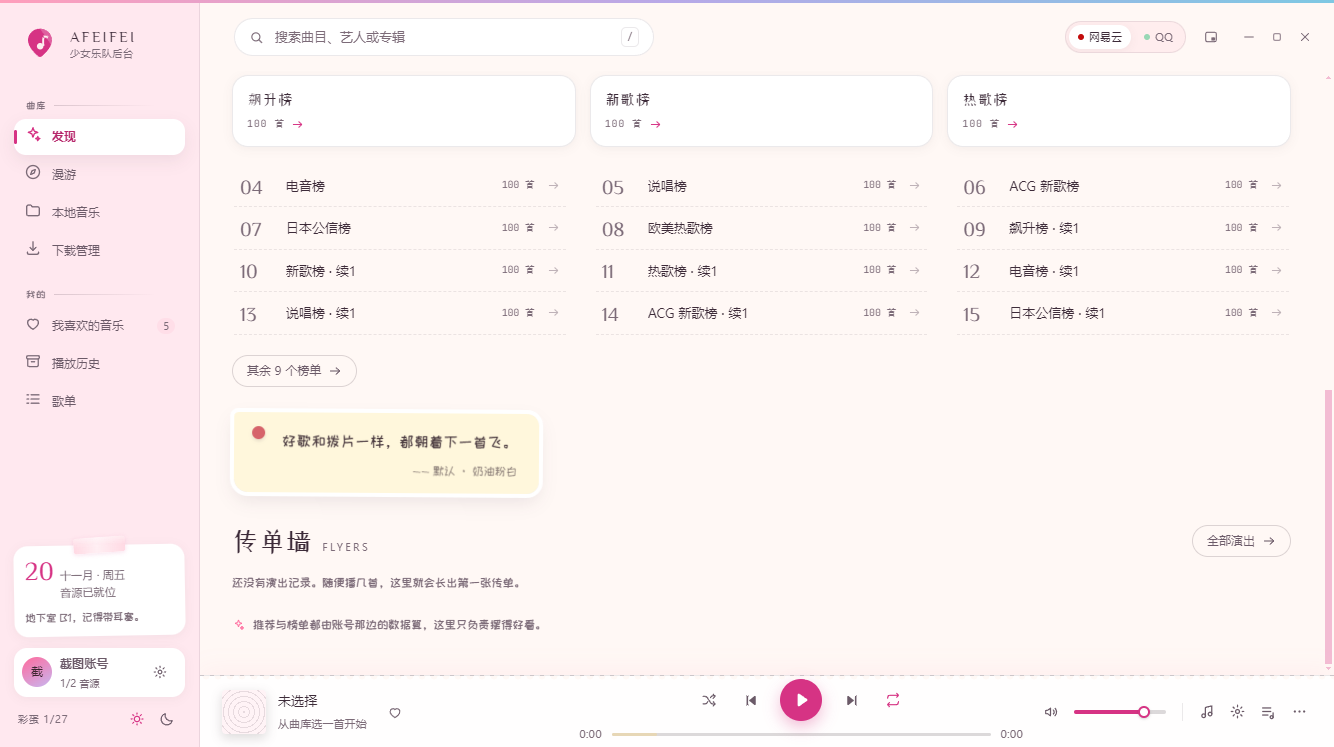 AFEIFEI
少女乐队后台
曲库
发现
漫游
本地音乐
下载管理
我的
我喜欢的音乐 5
播放历史
歌单
20 十一月 · 周五
音源已就位
地下室 B1，记得带耳塞。
截 截图账号
1/2 音源
彩蛋 1/27
搜索曲目、艺人或专辑 /
网易云 QQ
飙升榜
100 首 →
新歌榜
100 首 →
热歌榜
100 首 →
04 电音榜 100 首 →
05 说唱榜 100 首 →
06 ACG 新歌榜 100 首 →
07 日本公信榜 100 首 →
08 欧美热歌榜 100 首 →
09 飙升榜 · 续1 100 首 →
10 新歌榜 · 续1 100 首 →
11 热歌榜 · 续1 100 首 →
12 电音榜 · 续1 100 首 →
13 说唱榜 · 续1 100 首 →
14 ACG 新歌榜 · 续1 100 首 →
15 日本公信榜 · 续1 100 首 →
其余 9 个榜单 →
好歌和拨片一样，都朝着下一首飞。
—— 默认 · 奶油粉白
传单墙 FLYERS
全部演出 →
还没有演出记录。随便播几首，这里就会长出第一张传单。
推荐与榜单都由账号那边的数据算，这里只负责摆得好看。
未选择
从曲库选一首开始
0:00 0:00